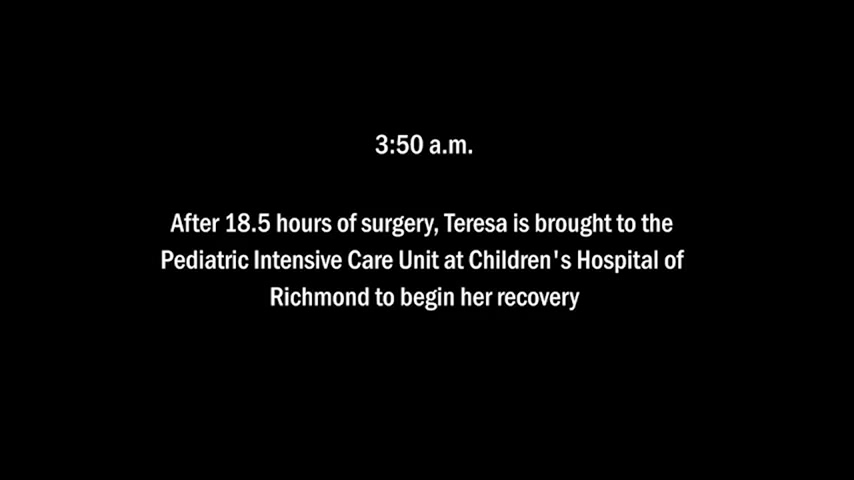 3:50 a.m.
After 18.5 hours of surgery, Teresa is brought to the
Pediatric Intensive Care Unit at Children's Hospital of
Richmond to begin her recovery